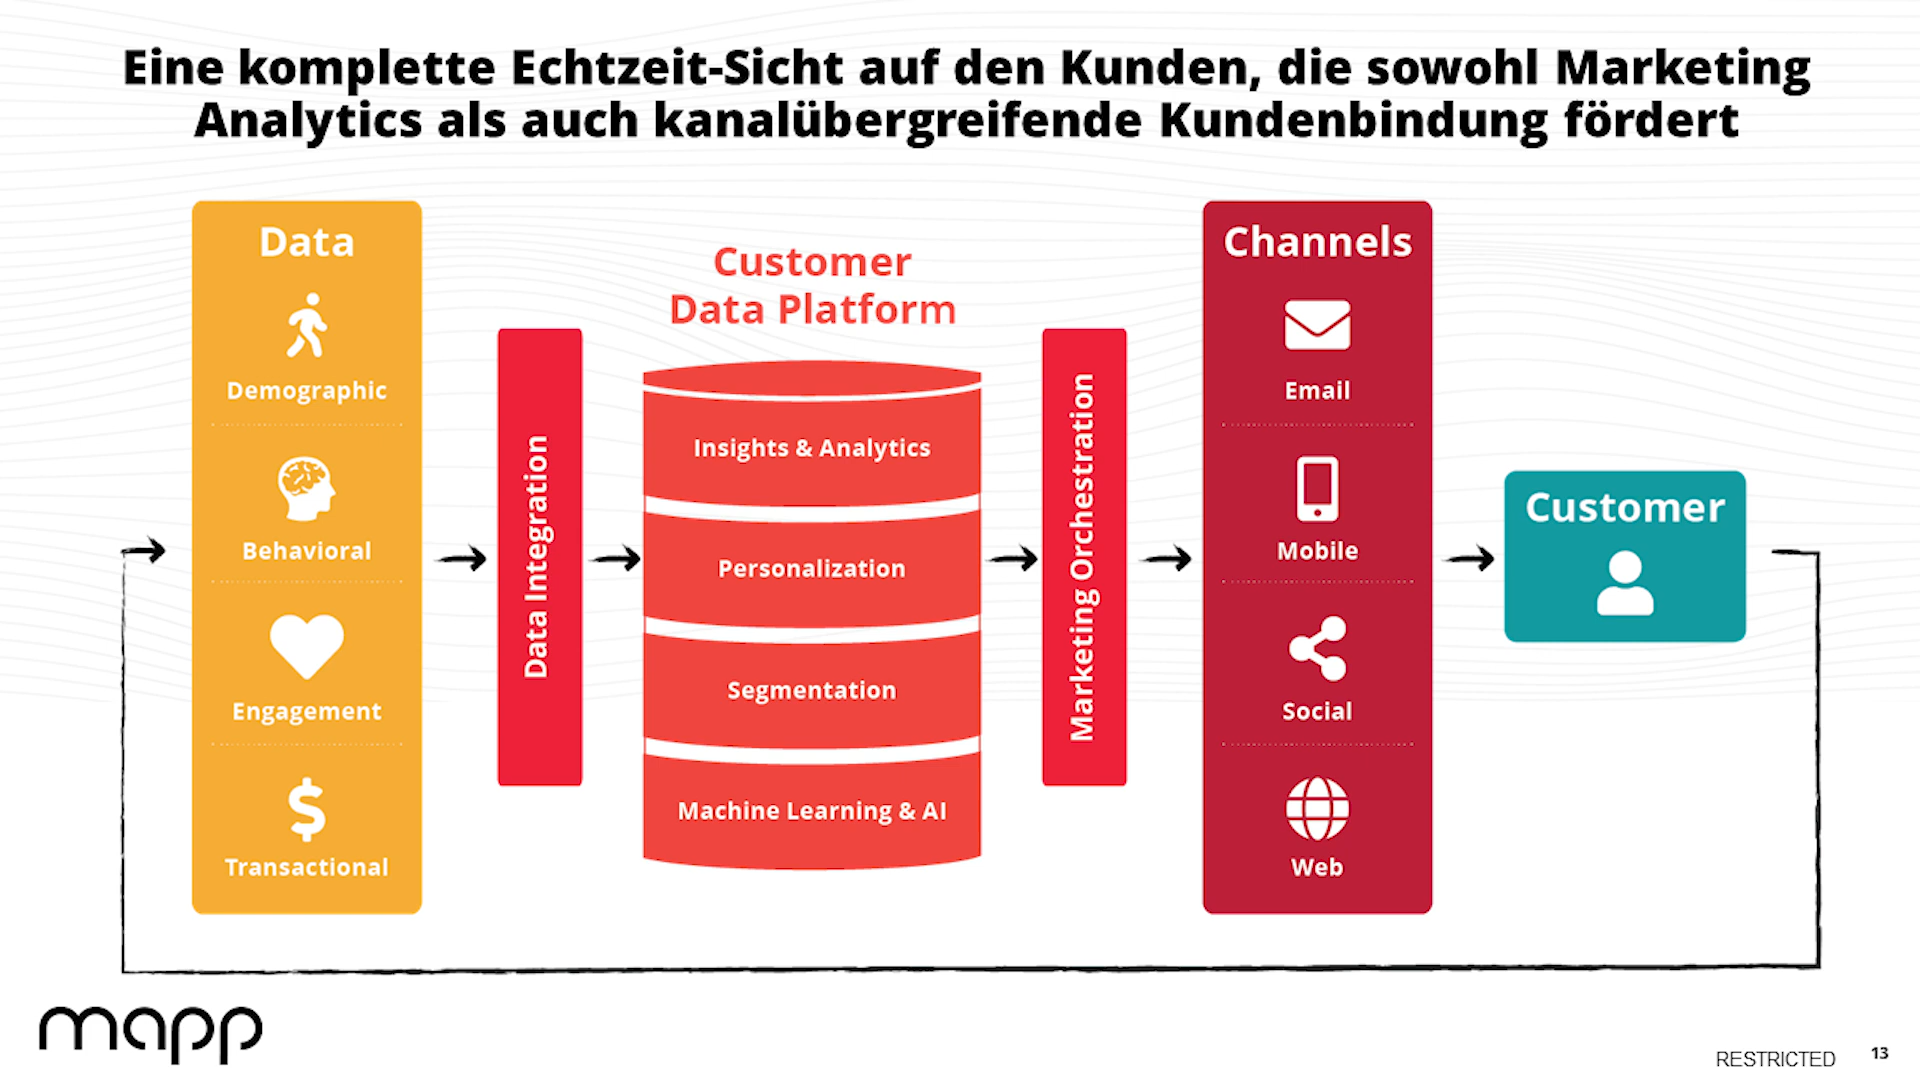 Eine komplette Echtzeit-Sicht auf den Kunden, die sowohl Marketing
Analytics als auch kanalübergreifende Kundenbindung fördert
Data
Demographic
Behavioral
Engagement
Transactional
Data Integration
Customer
Data Platform
Insights & Analytics
Personalization
Segmentation
Machine Learning & AI
Marketing Orchestration
Channels
Email
Mobile
Social
Web
Customer
mapp
RESTRICTED
13